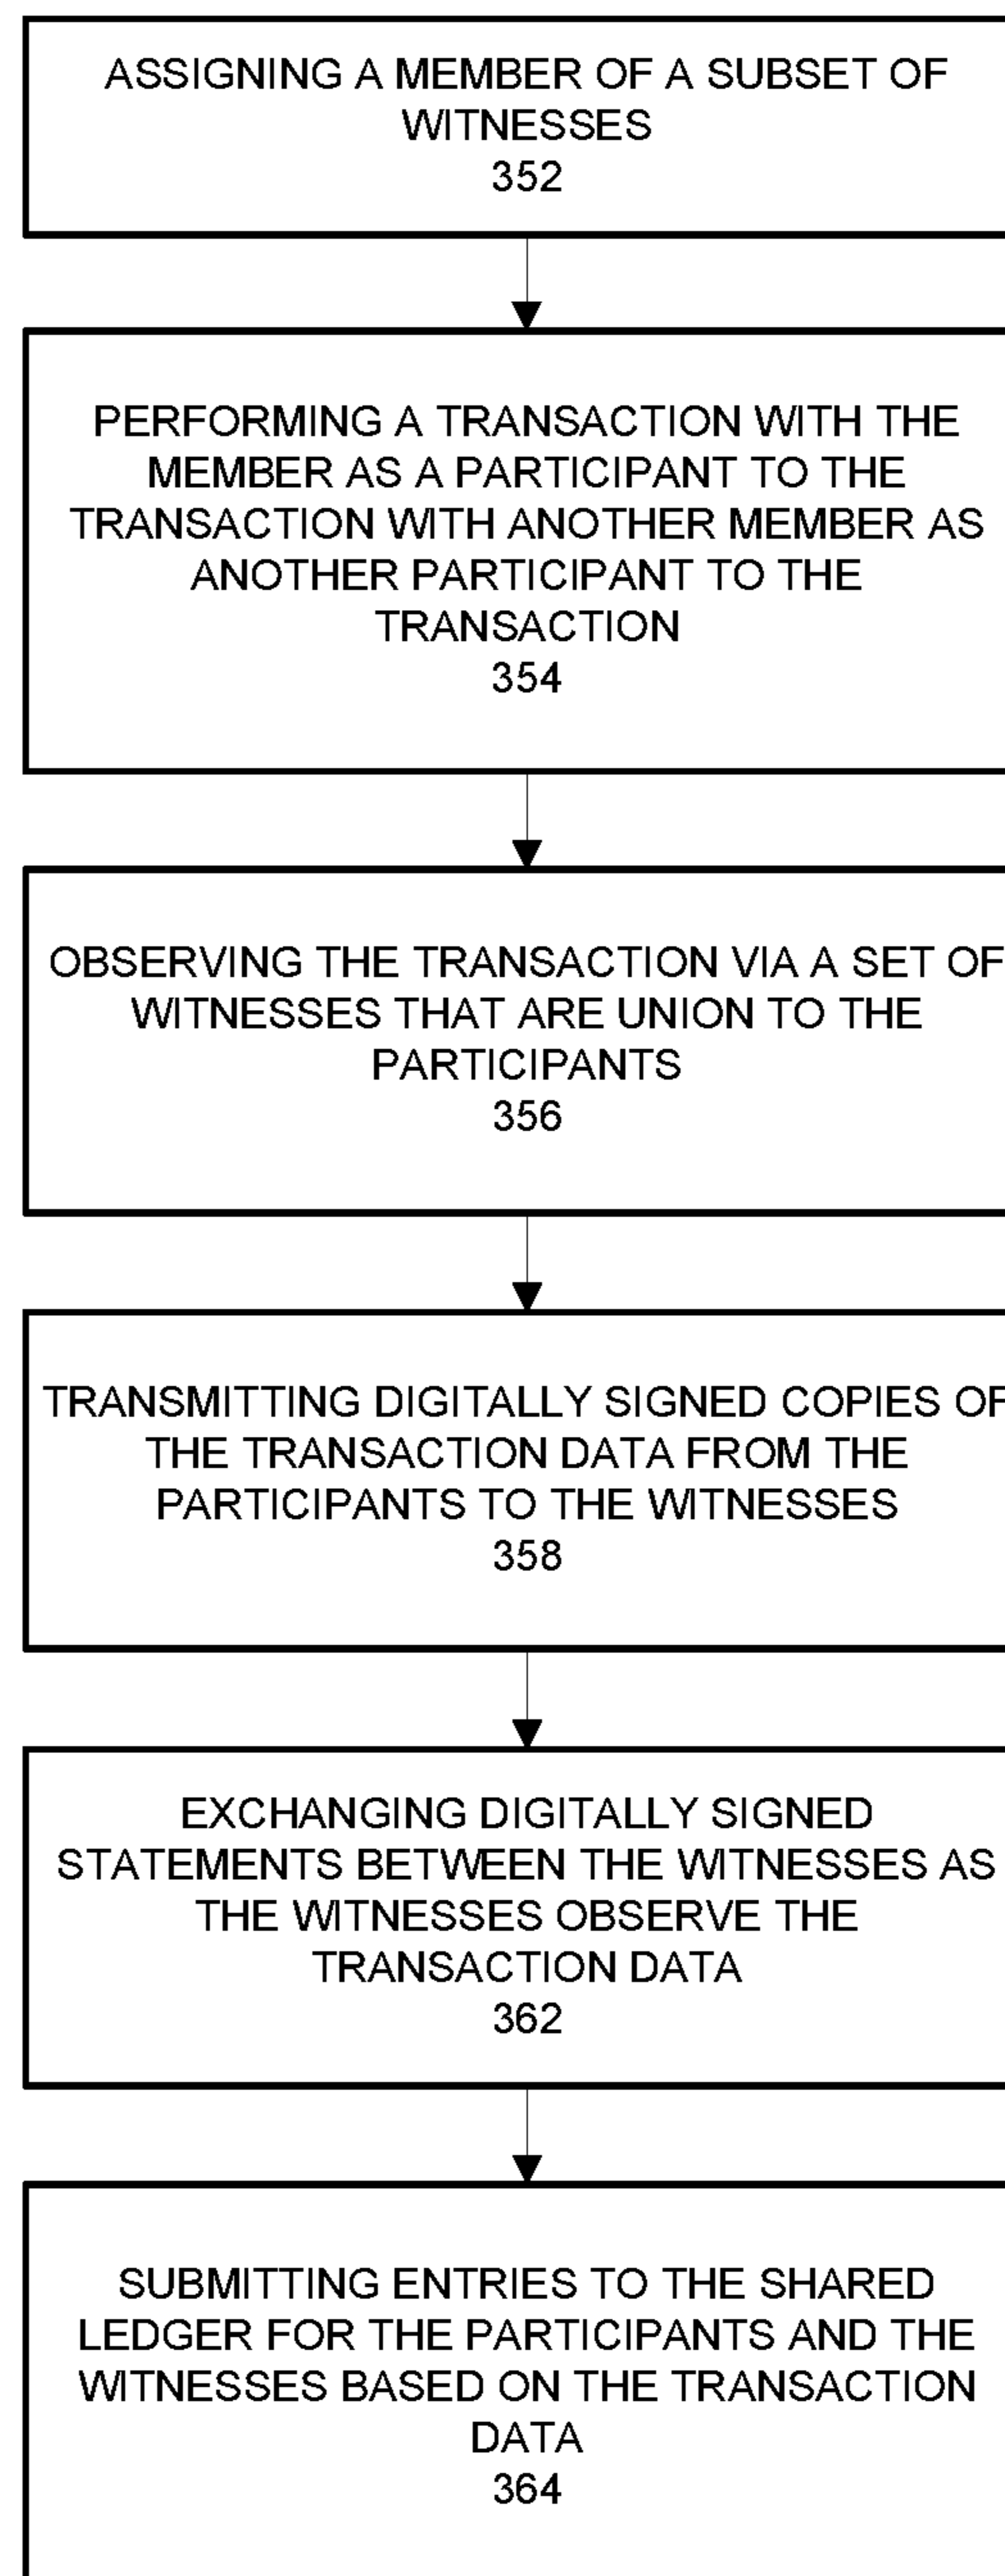 ASSIGNING A MEMBER OF A SUBSET OF
WITNESSES
352
PERFORMING A TRANSACTION WITH THE
MEMBER AS A PARTICIPANT TO THE
TRANSACTION WITH ANOTHER MEMBER AS
ANOTHER PARTICIPANT TO THE
TRANSACTION
354
OBSERVING THE TRANSACTION VIA A SET OF
WITNESSES THAT ARE UNION TO THE
PARTICIPANTS
356
TRANSMITTING DIGITALLY SIGNED COPIES OF
THE TRANSACTION DATA FROM THE
PARTICIPANTS TO THE WITNESSES
358
EXCHANGING DIGITALLY SIGNED
STATEMENTS BETWEEN THE WITNESSES AS
THE WITNESSES OBSERVE THE
TRANSACTION DATA
362
SUBMITTING ENTRIES TO THE SHARED
LEDGER FOR THE PARTICIPANTS AND THE
WITNESSES BASED ON THE TRANSACTION
DATA
364